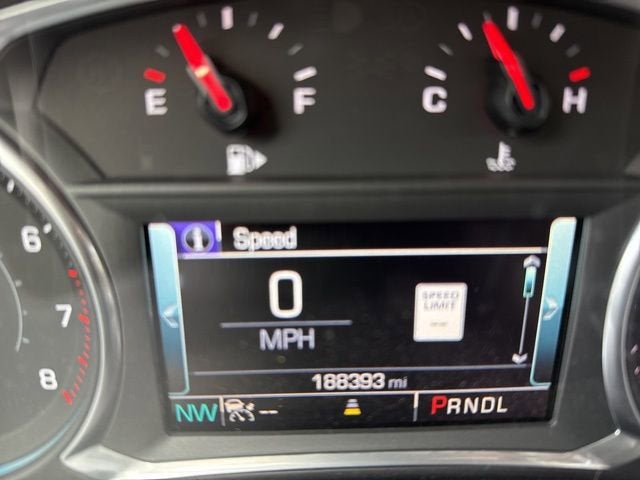 E F
C H
6
7
8
i Speed
0
MPH
SPEED
LIMIT
--
188393 mi
NW -- PRNDL